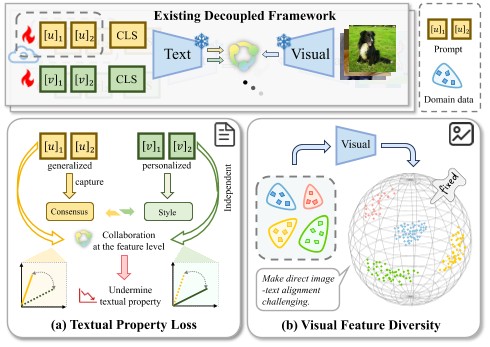 Existing Decoupled Framework
[u]₁ [u]₂ CLS
Text
Visual
[v]₁ [v]₂ CLS
[u]₁ [u]₂
Prompt
Domain data
[u]₁ [u]₂
generalized
[v]₁ [v]₂
personalized
capture
Independent
Consensus
Style
Collaboration
at the feature level
Undermine
textual property
(a) Textual Property Loss
Visual
fixed
Make direct image
-text alignment
challenging.
(b) Visual Feature Diversity